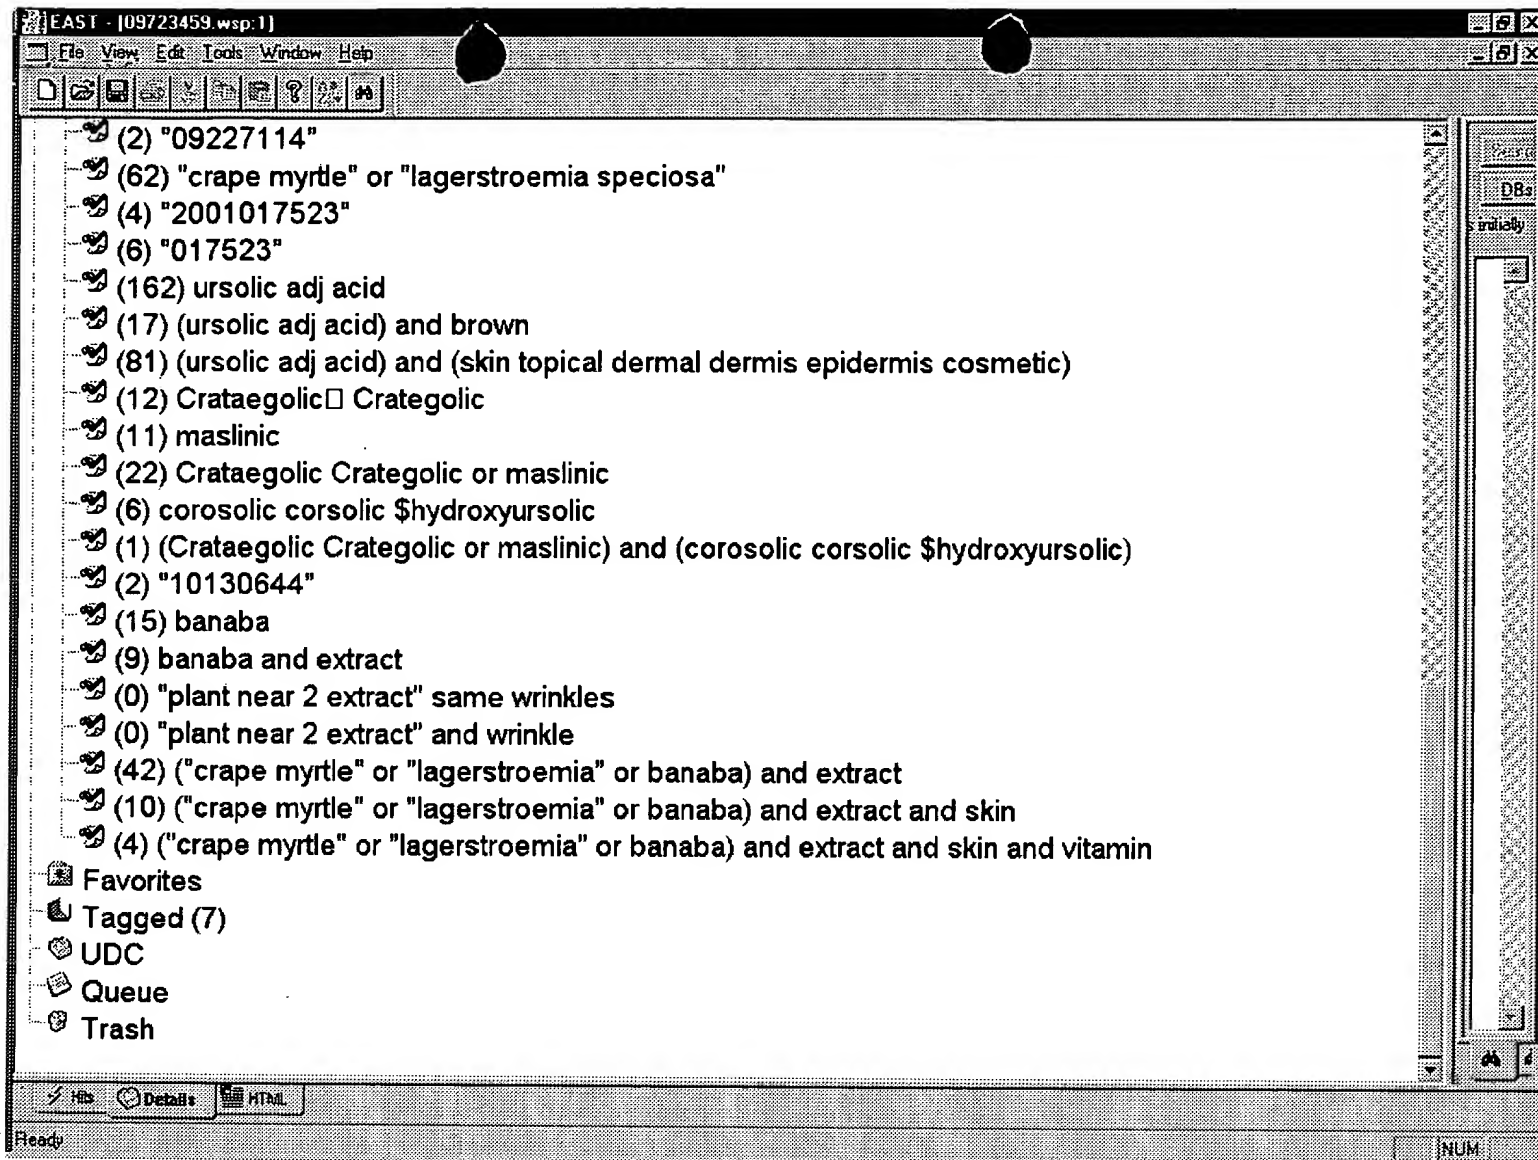 EAST - [09723459.wsp:1]
File View Edit Tools Window Help
(2) "09227114"
(62) "crape myrtle" or "lagerstroemia speciosa"
(4) "2001017523"
(6) "017523"
(162) ursolic adj acid
(17) (ursolic adj acid) and brown
(81) (ursolic adj acid) and (skin topical dermal dermis epidermis cosmetic)
(12) Crataegolic□ Crategolic
(11) maslinic
(22) Crataegolic Crategolic or maslinic
(6) corosolic corsolic $hydroxyursolic
(1) (Crataegolic Crategolic or maslinic) and (corosolic corsolic $hydroxyursolic)
(2) "10130644"
(15) banaba
(9) banaba and extract
(0) "plant near 2 extract" same wrinkles
(0) "plant near 2 extract" and wrinkle
(42) ("crape myrtle" or "lagerstroemia" or banaba) and extract
(10) ("crape myrtle" or "lagerstroemia" or banaba) and extract and skin
(4) ("crape myrtle" or "lagerstroemia" or banaba) and extract and skin and vitamin
Favorites
Tagged (7)
UDC
Queue
Trash
DBs
s initially
Hits Details HTML
Ready
NUM